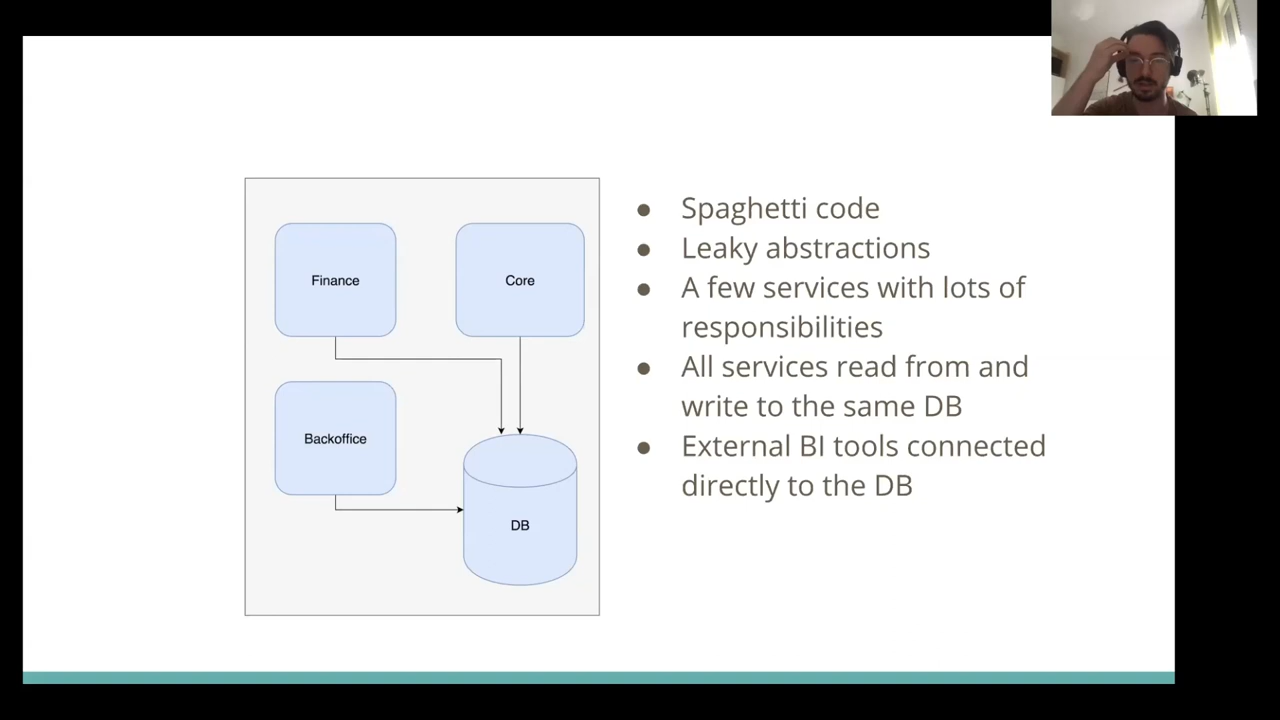 Finance
Core
Backoffice
DB
● Spaghetti code
● Leaky abstractions
● A few services with lots of
responsibilities
● All services read from and
write to the same DB
● External BI tools connected
directly to the DB